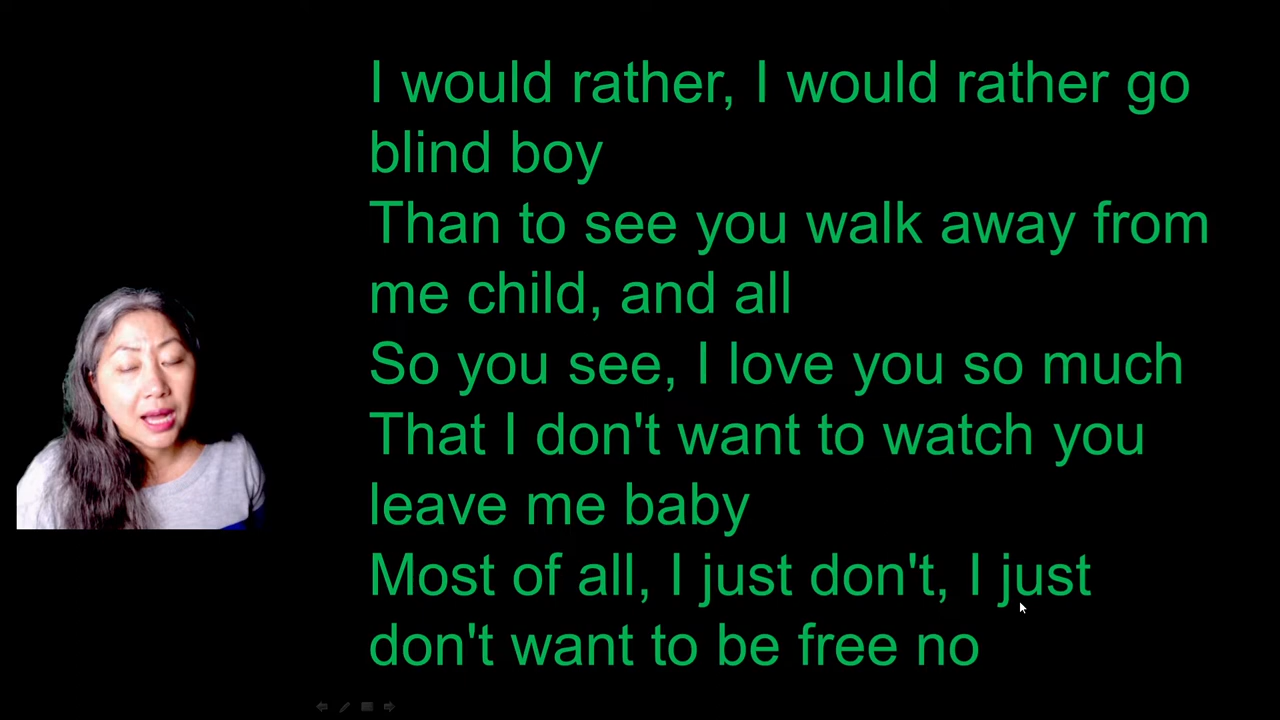 I would rather, I would rather go
blind boy
Than to see you walk away from
me child, and all
So you see, I love you so much
That I don't want to watch you
leave me baby
Most of all, I just don't, I just
don't want to be free no